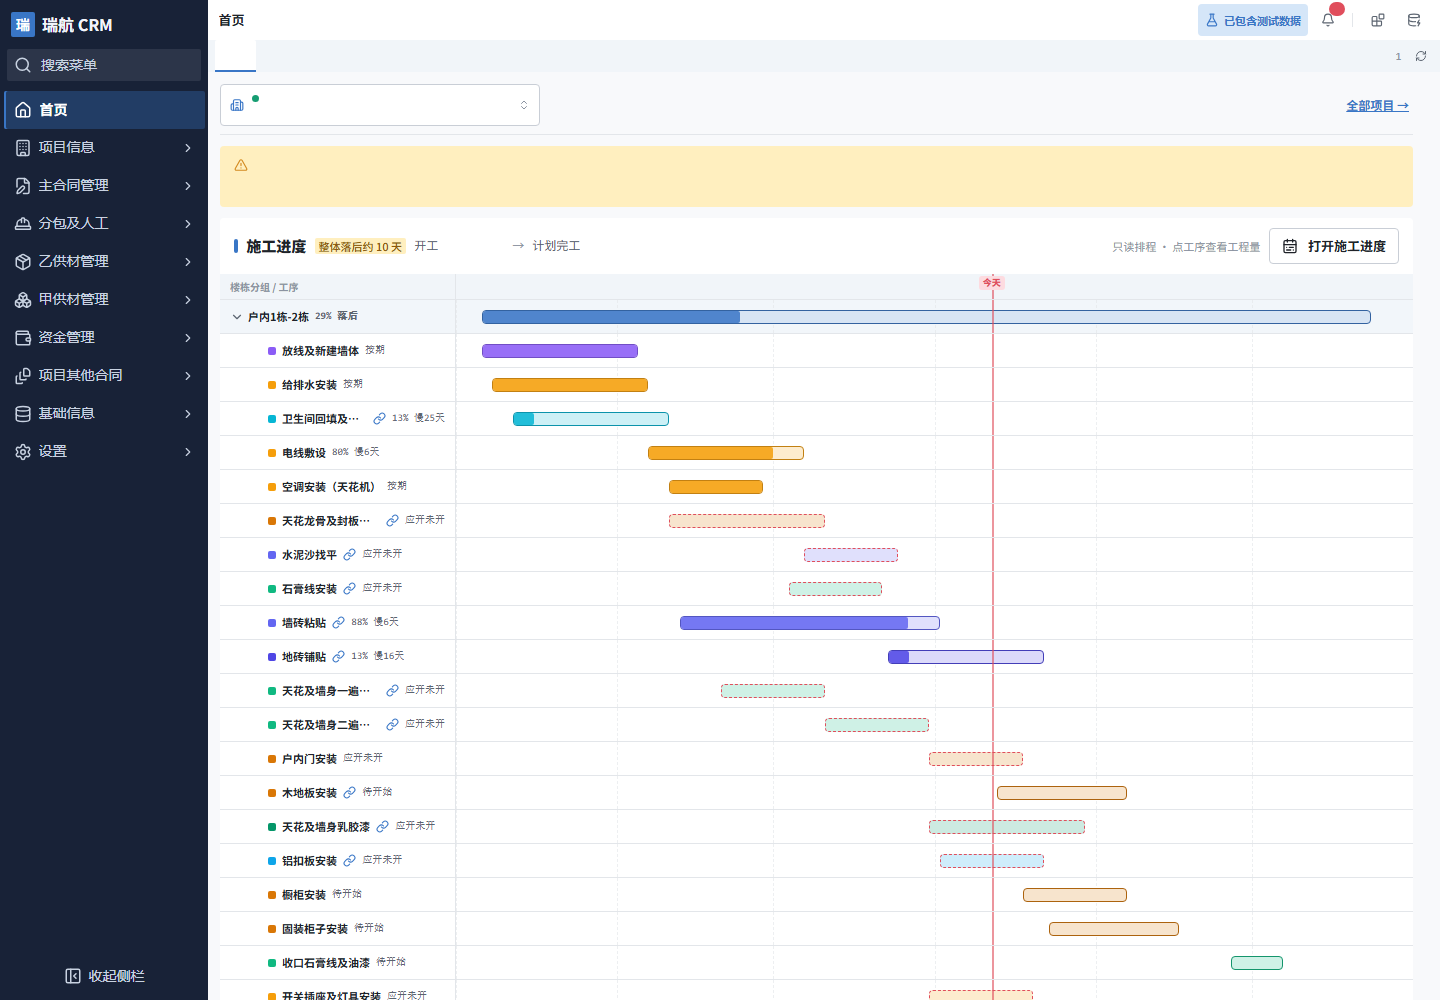 瑞 瑞航 CRM
搜索菜单
首页
项目信息
主合同管理
分包及人工
乙供材管理
甲供材管理
资金管理
项目其他合同
基础信息
设置
收起侧栏
首页
已包含测试数据
1
全部项目 →
施工进度 整体落后约 10 天 开工 → 计划完工
只读排程 · 点工序查看工程量 打开施工进度
楼栋分组 / 工序
今天
户内1栋-2栋 29% 落后
放线及新建墙体 按期
给排水安装 按期
卫生间回填及… 13% 慢25天
电线敷设 80% 慢6天
空调安装（天花机） 按期
天花龙骨及封板… 应开未开
水泥沙找平 应开未开
石膏线安装 应开未开
墙砖粘贴 88% 慢6天
地砖铺贴 13% 慢16天
天花及墙身一遍… 应开未开
天花及墙身二遍… 应开未开
户内门安装 应开未开
木地板安装 待开始
天花及墙身乳胶漆 应开未开
铝扣板安装 应开未开
橱柜安装 待开始
固装柜子安装 待开始
收口石膏线及油漆 待开始
开关插座及灯具安装 应开未开